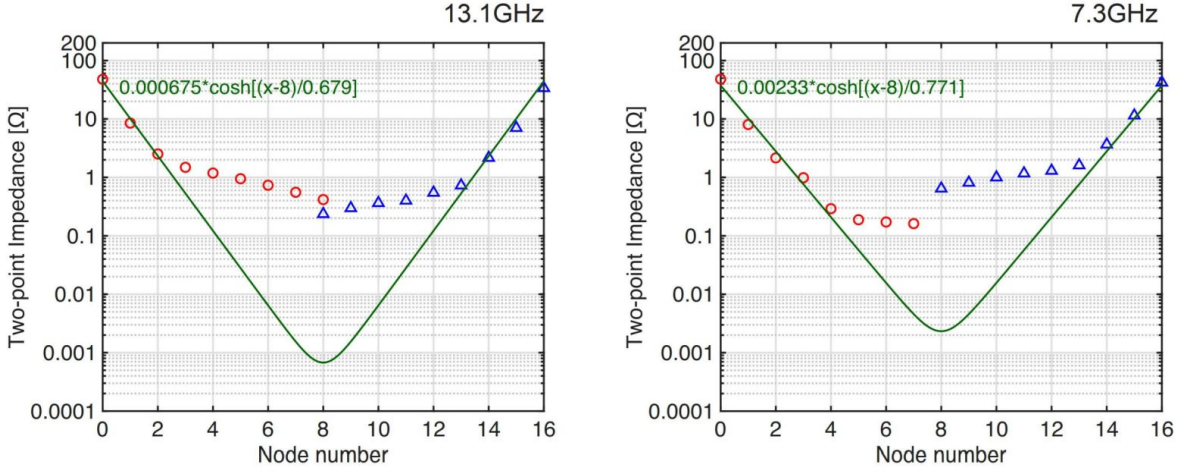 13.1GHz
200
100
10
1
0.1
0.01
0.001
0.0001
Two-point Impedance [Ω]
0.000675*cosh[(x-8)/0.679]
0 2 4 6 8 10 12 14 16
Node number
7.3GHz
200
100
10
1
0.1
0.01
0.001
0.0001
Two-point Impedance [Ω]
0.00233*cosh[(x-8)/0.771]
0 2 4 6 8 10 12 14 16
Node number